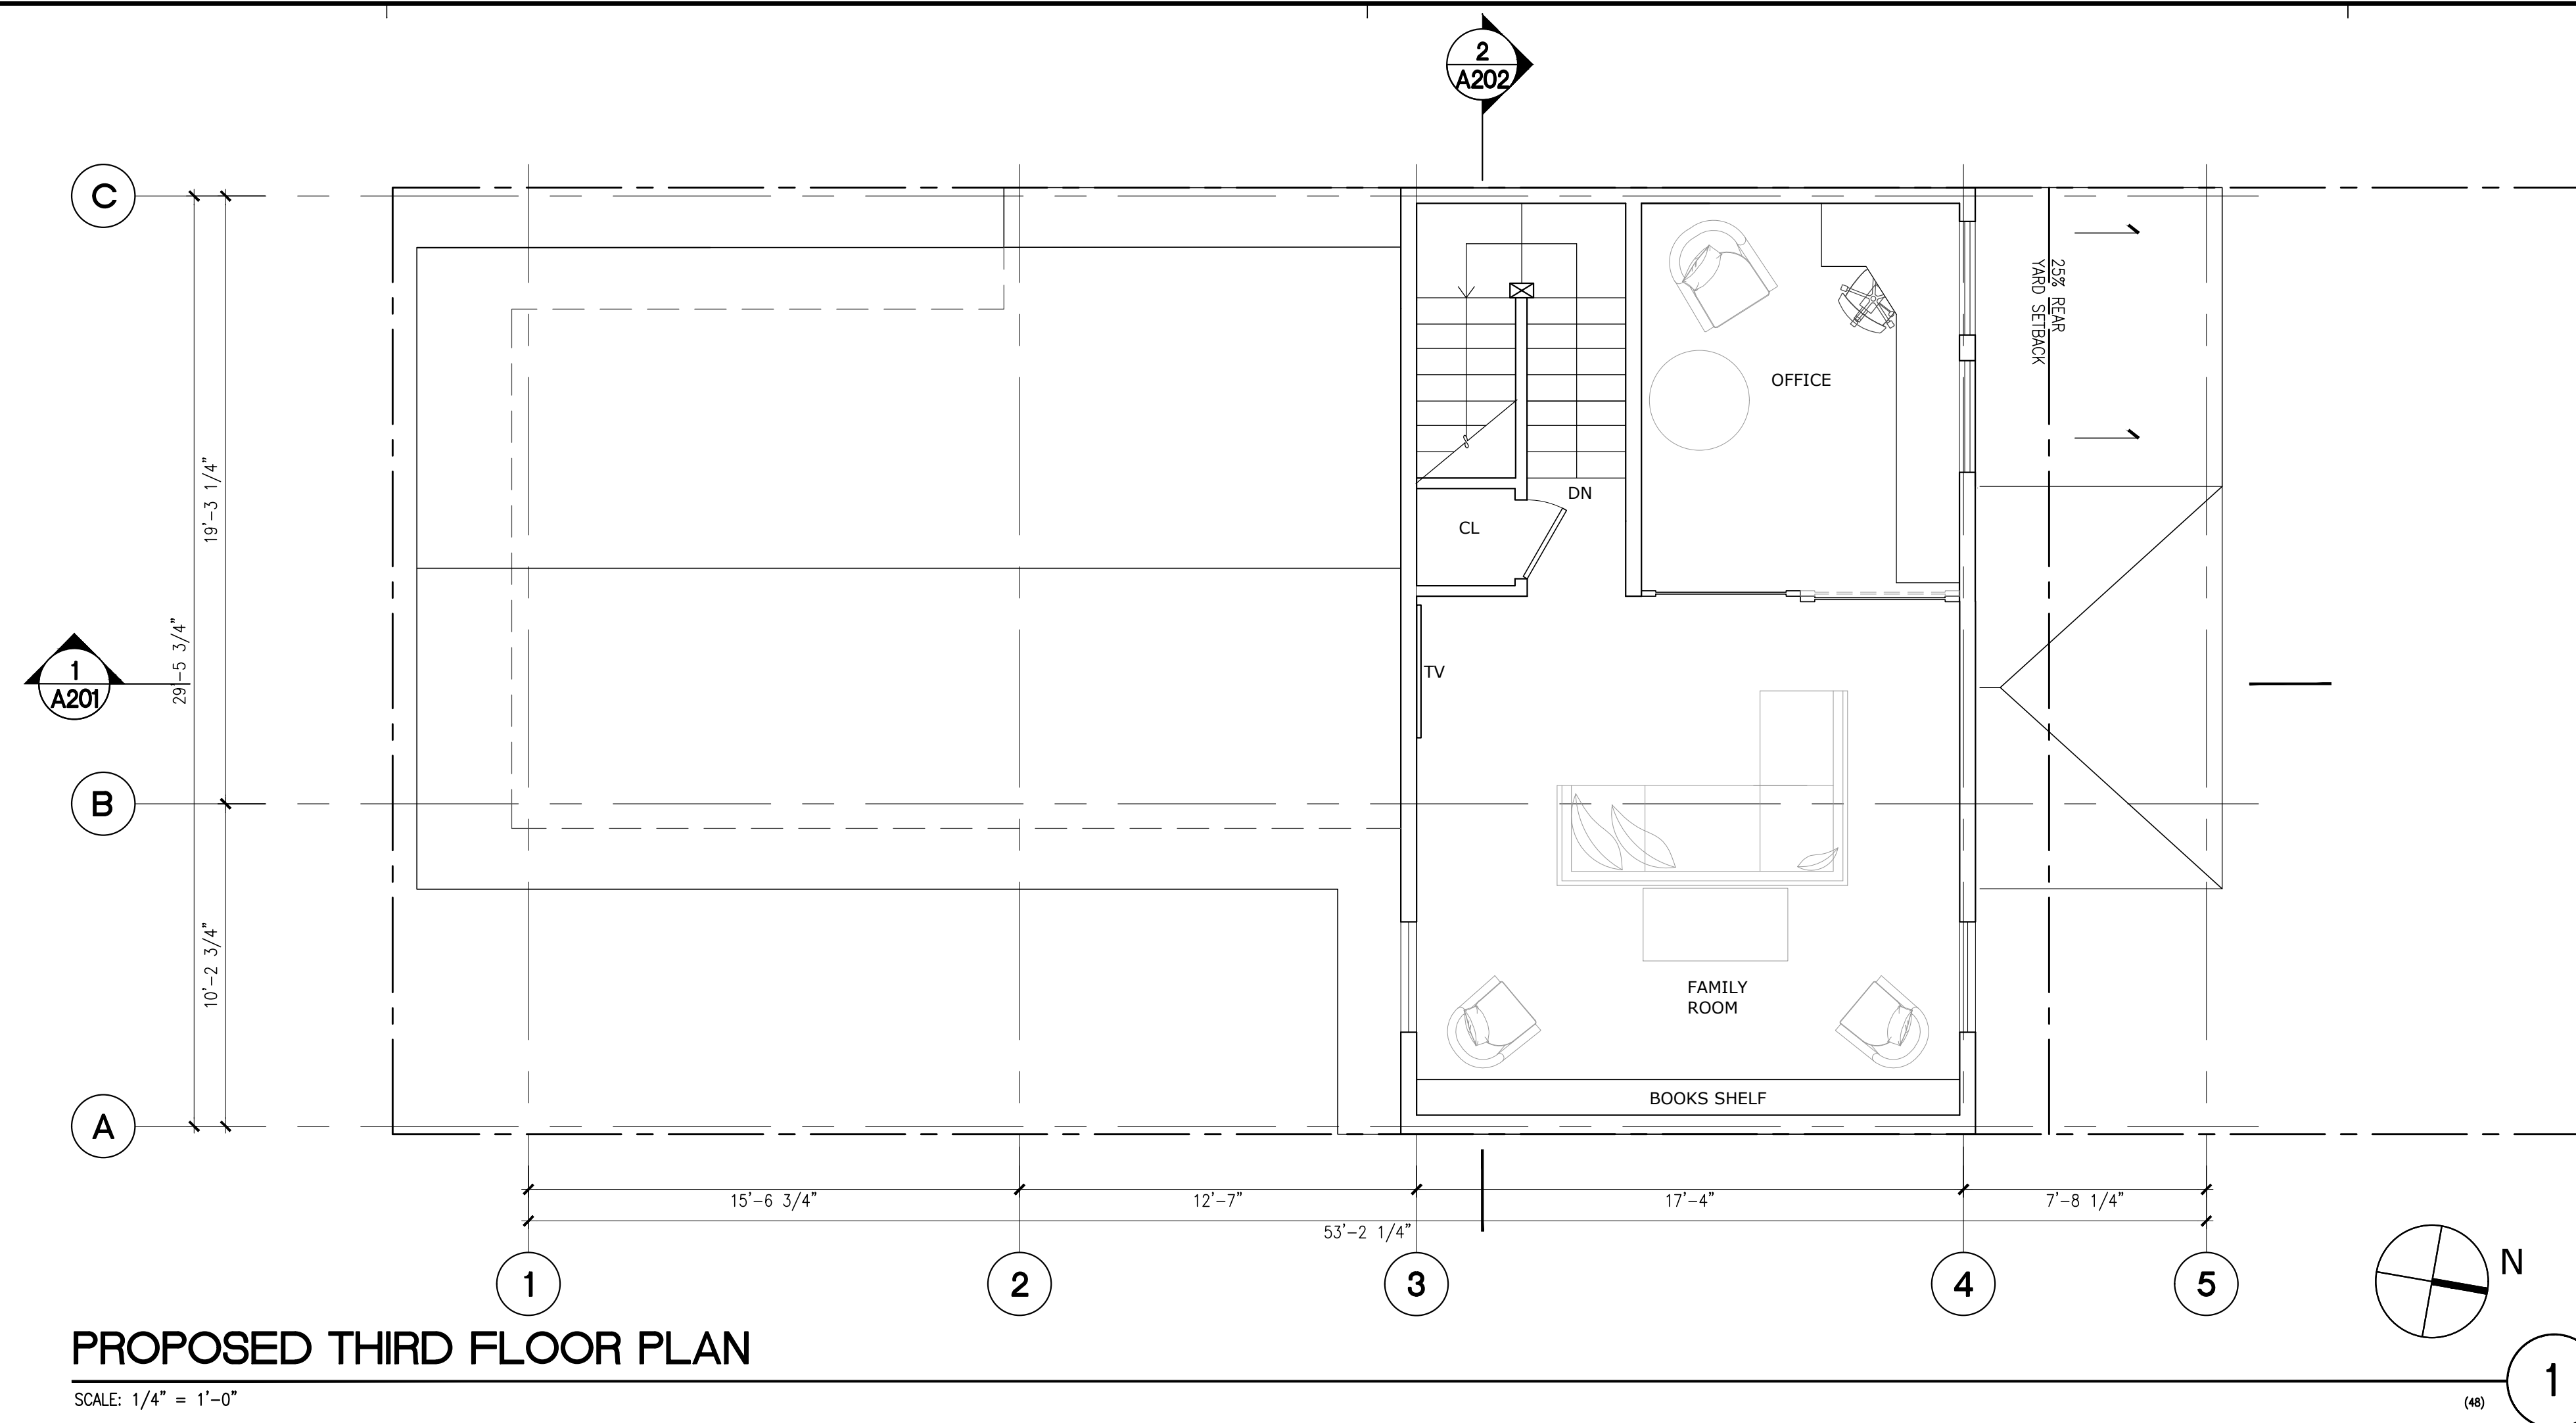 2
A202
C
25% REAR
YARD SETBACK
OFFICE
19'-3 1/4"
DN
CL
29'-5 3/4"
1
A201
TV
B
10'-2 3/4"
FAMILY
ROOM
BOOKS SHELF
A
15'-6 3/4"
12'-7"
17'-4"
7'-8 1/4"
53'-2 1/4"
1
2
3
4
5
N
PROPOSED THIRD FLOOR PLAN
1
SCALE: 1/4" = 1'-0"
(48)